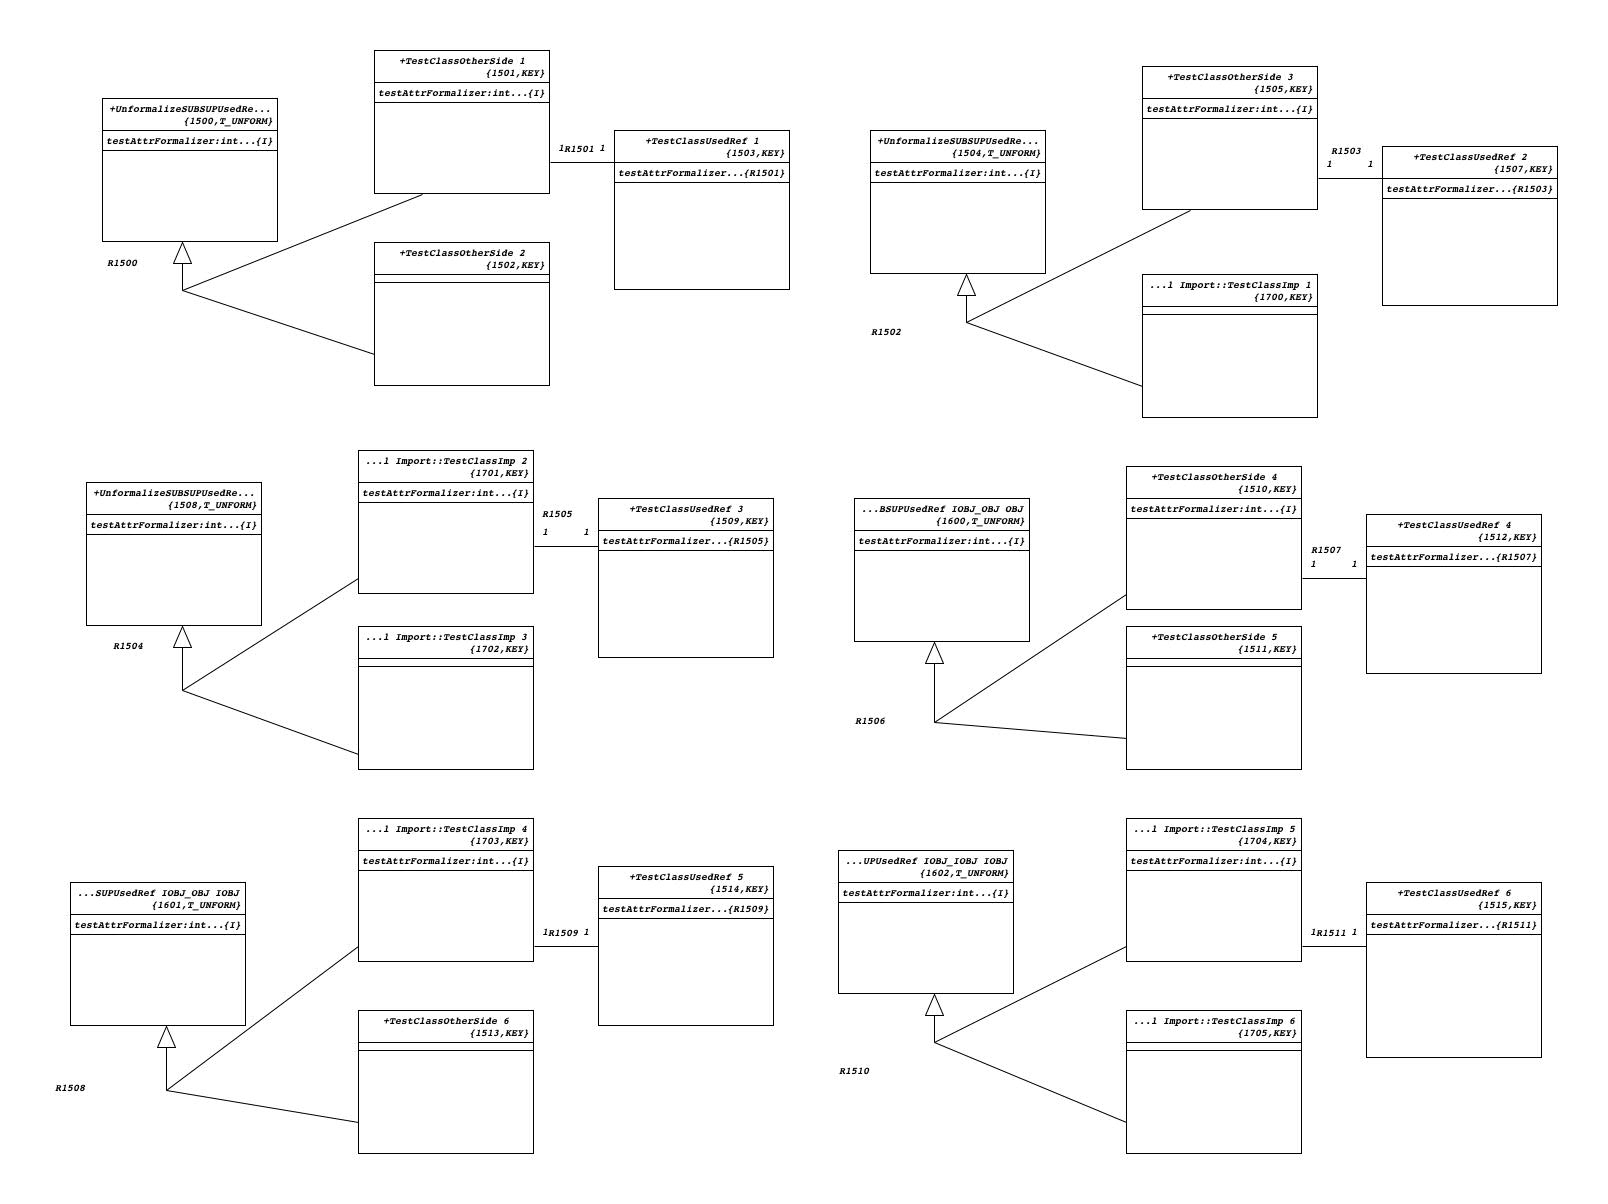 +UnformalizeSUBSUPUsedRe...
{1500,T_UNFORM}
testAttrFormalizer:int...{I}
R1500
+TestClassOtherSide 1
{1501,KEY}
testAttrFormalizer:int...{I}
1R1501 1
+TestClassUsedRef 1
{1503,KEY}
testAttrFormalizer...{R1501}
+TestClassOtherSide 2
{1502,KEY}
+UnformalizeSUBSUPUsedRe...
{1504,T_UNFORM}
testAttrFormalizer:int...{I}
R1502
+TestClassOtherSide 3
{1505,KEY}
testAttrFormalizer:int...{I}
R1503
1 1
+TestClassUsedRef 2
{1507,KEY}
testAttrFormalizer...{R1503}
...l Import::TestClassImp 1
{1700,KEY}
+UnformalizeSUBSUPUsedRe...
{1508,T_UNFORM}
testAttrFormalizer:int...{I}
R1504
...l Import::TestClassImp 2
{1701,KEY}
testAttrFormalizer:int...{I}
R1505
1 1
+TestClassUsedRef 3
{1509,KEY}
testAttrFormalizer...{R1505}
...l Import::TestClassImp 3
{1702,KEY}
...BSUPUsedRef IOBJ_OBJ OBJ
{1600,T_UNFORM}
testAttrFormalizer:int...{I}
R1506
+TestClassOtherSide 4
{1510,KEY}
testAttrFormalizer:int...{I}
R1507
1 1
+TestClassUsedRef 4
{1512,KEY}
testAttrFormalizer...{R1507}
+TestClassOtherSide 5
{1511,KEY}
...SUPUsedRef IOBJ_OBJ IOBJ
{1601,T_UNFORM}
testAttrFormalizer:int...{I}
R1508
...l Import::TestClassImp 4
{1703,KEY}
testAttrFormalizer:int...{I}
1R1509 1
+TestClassUsedRef 5
{1514,KEY}
testAttrFormalizer...{R1509}
+TestClassOtherSide 6
{1513,KEY}
...UPUsedRef IOBJ_IOBJ IOBJ
{1602,T_UNFORM}
testAttrFormalizer:int...{I}
R1510
...l Import::TestClassImp 5
{1704,KEY}
testAttrFormalizer:int...{I}
1R1511 1
+TestClassUsedRef 6
{1515,KEY}
testAttrFormalizer...{R1511}
...l Import::TestClassImp 6
{1705,KEY}